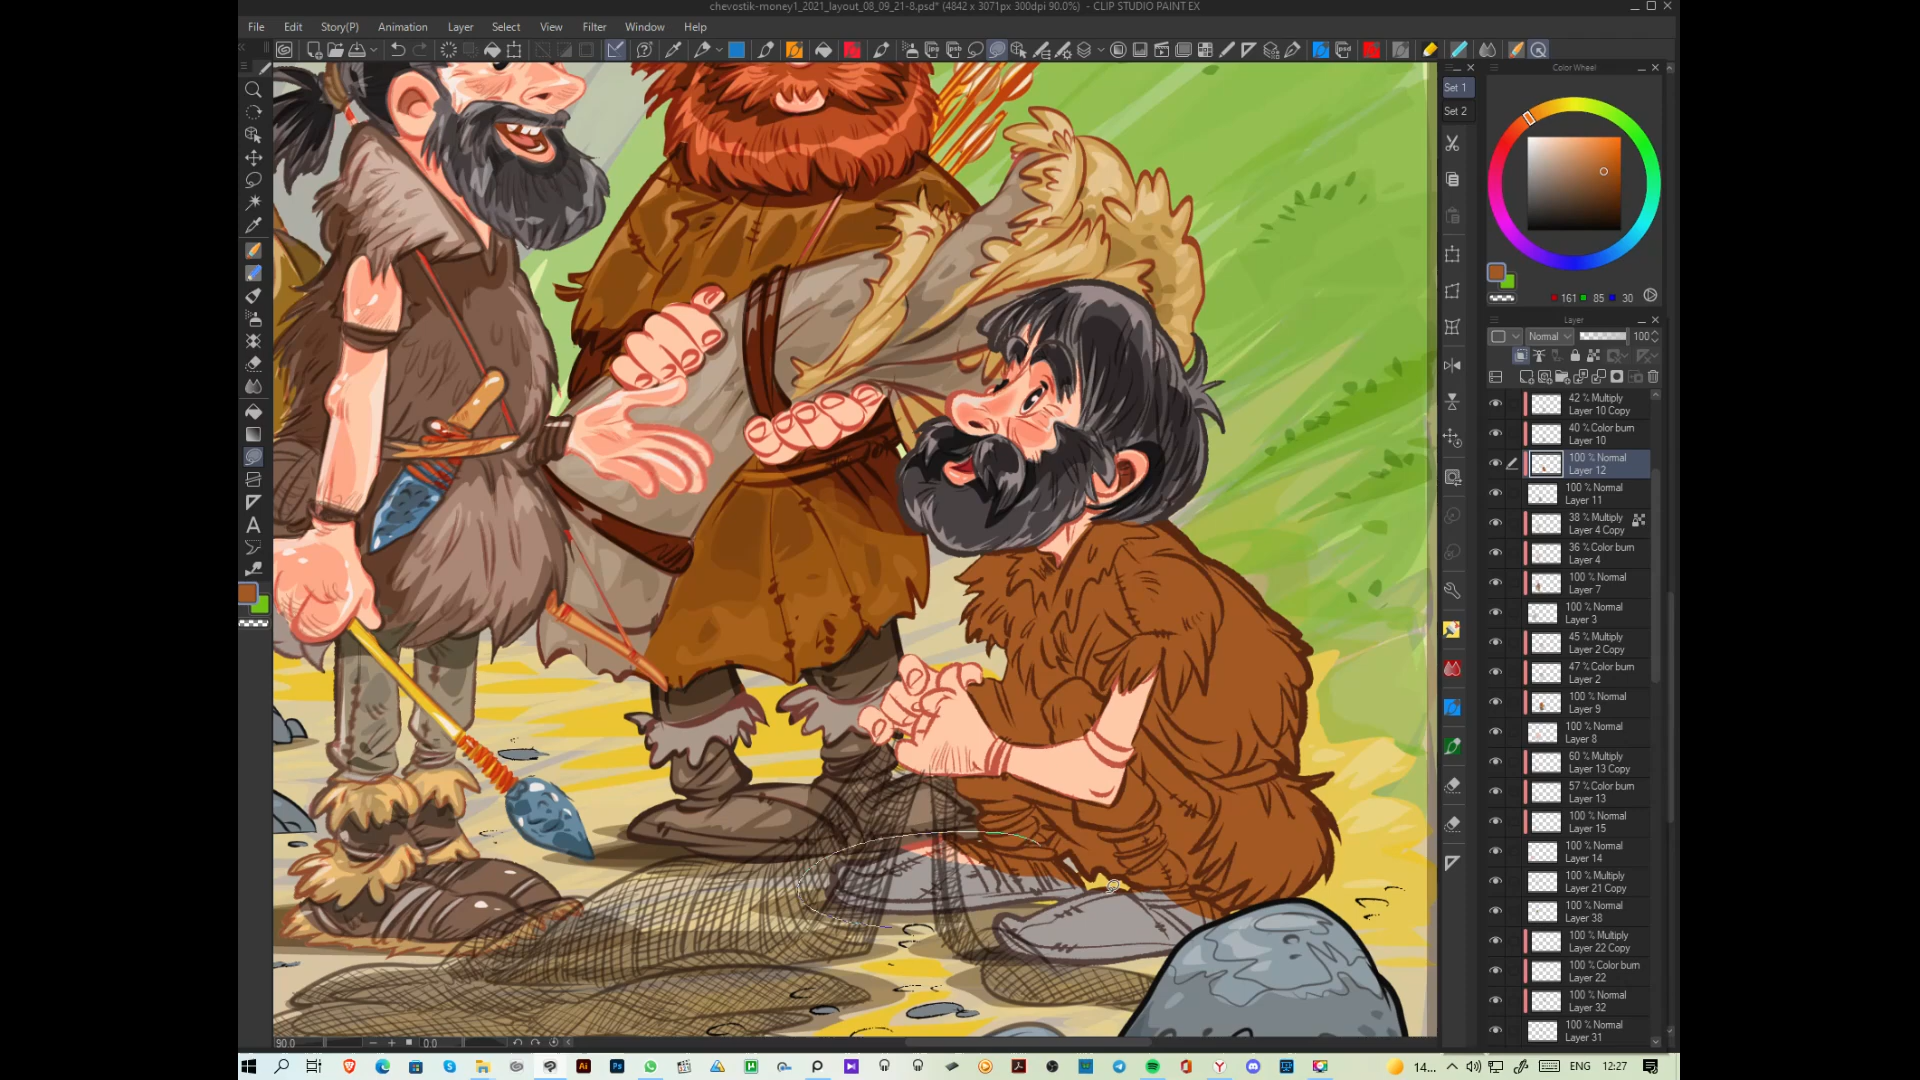 chevostik-money1_2021_layout_08_09_21-8.psd* (4842 x 3071px 300dpi 90.0%) - CLIP STUDIO PAINT EX
File Edit Story(P) Animation Layer Select View Filter Window Help
Set 1
Set 2
Color Wheel
161 85 30
Layer
Normal 100
42 % Multiply
Layer 10 Copy
40 % Color burn
Layer 10
100 % Normal
Layer 12
100 % Normal
Layer 11
38 % Multiply
Layer 4 Copy
36 % Color burn
Layer 4
100 % Normal
Layer 7
100 % Normal
Layer 3
45 % Multiply
Layer 2 Copy
47 % Color burn
Layer 2
100 % Normal
Layer 9
100 % Normal
Layer 8
60 % Multiply
Layer 13 Copy
57 % Color burn
Layer 13
100 % Normal
Layer 15
100 % Normal
Layer 14
100 % Multiply
Layer 21 Copy
100 % Normal
Layer 38
100 % Multiply
Layer 22 Copy
100 % Color burn
Layer 22
100 % Normal
Layer 32
100 % Normal
Layer 31
90.0 0.0
14... ENG 12:27